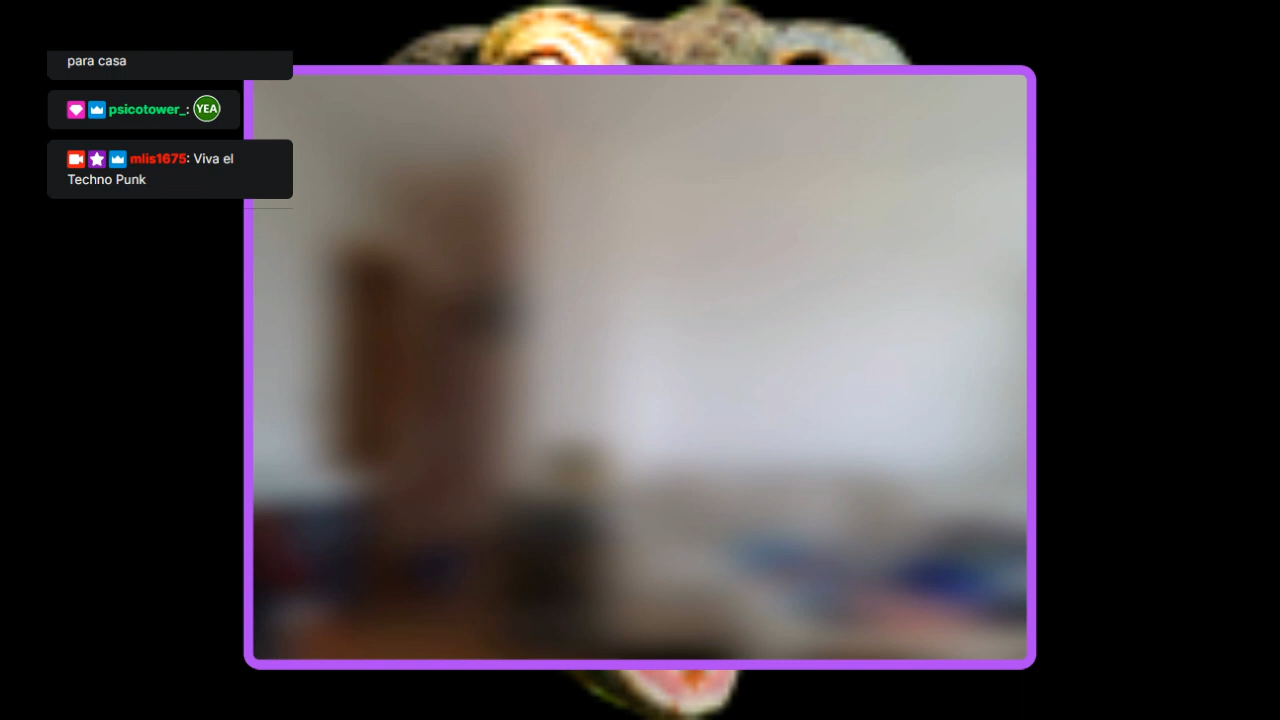 para casa
psicotower_: YEA
mlis1675: Viva el
Techno Punk